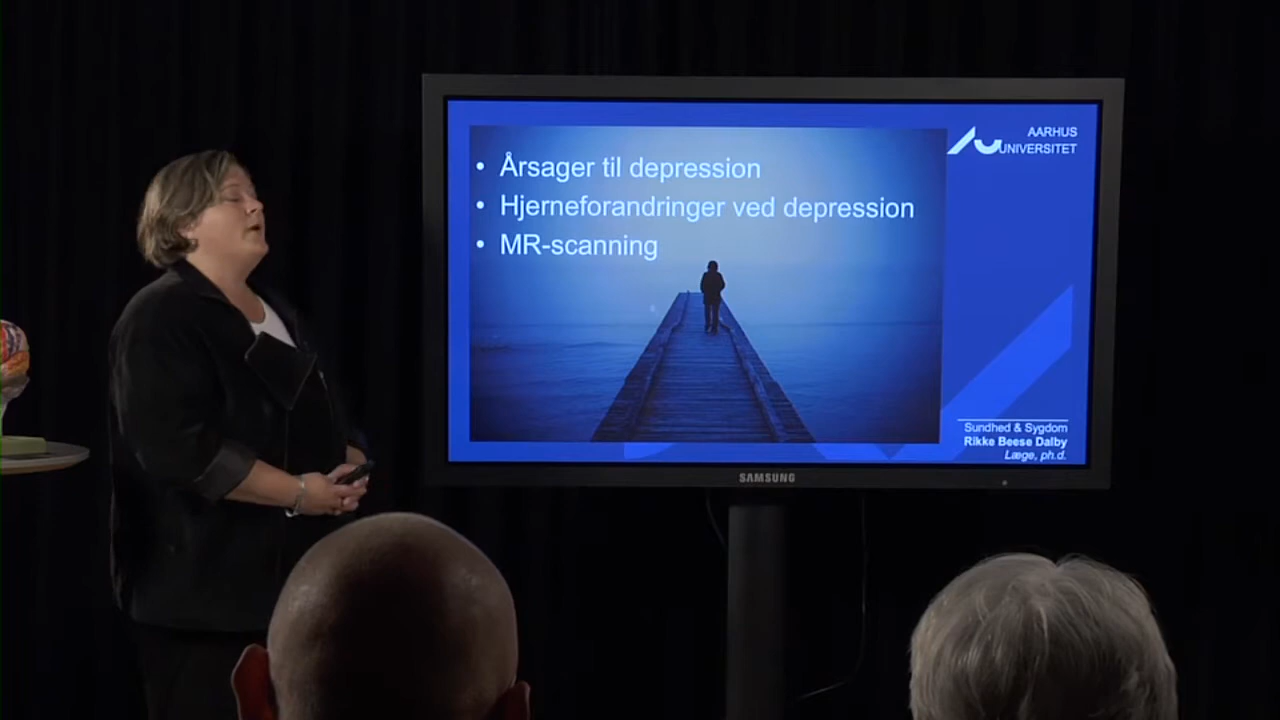 • Årsager til depression
• Hjerneforandringer ved depression
• MR-scanning
AARHUS
UNIVERSITET
Sundhed & Sygdom
Rikke Beese Dalby
Læge, ph.d.
SAMSUNG